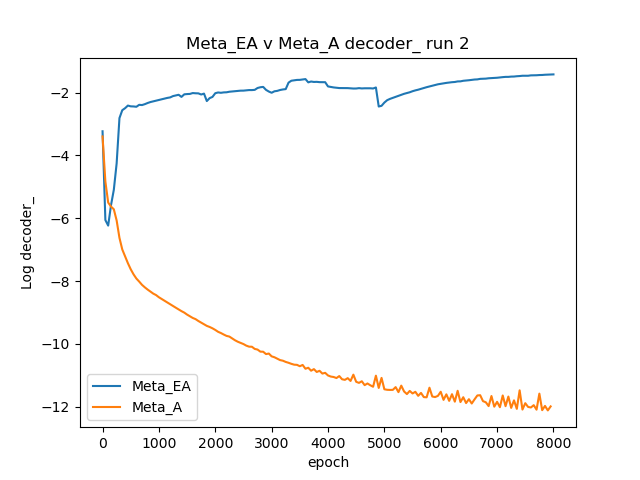 Meta_EA v Meta_A decoder_ run 2
Log decoder_
−2
−4
−6
−8
−10
−12
Meta_EA
Meta_A
0 1000 2000 3000 4000 5000 6000 7000 8000
epoch